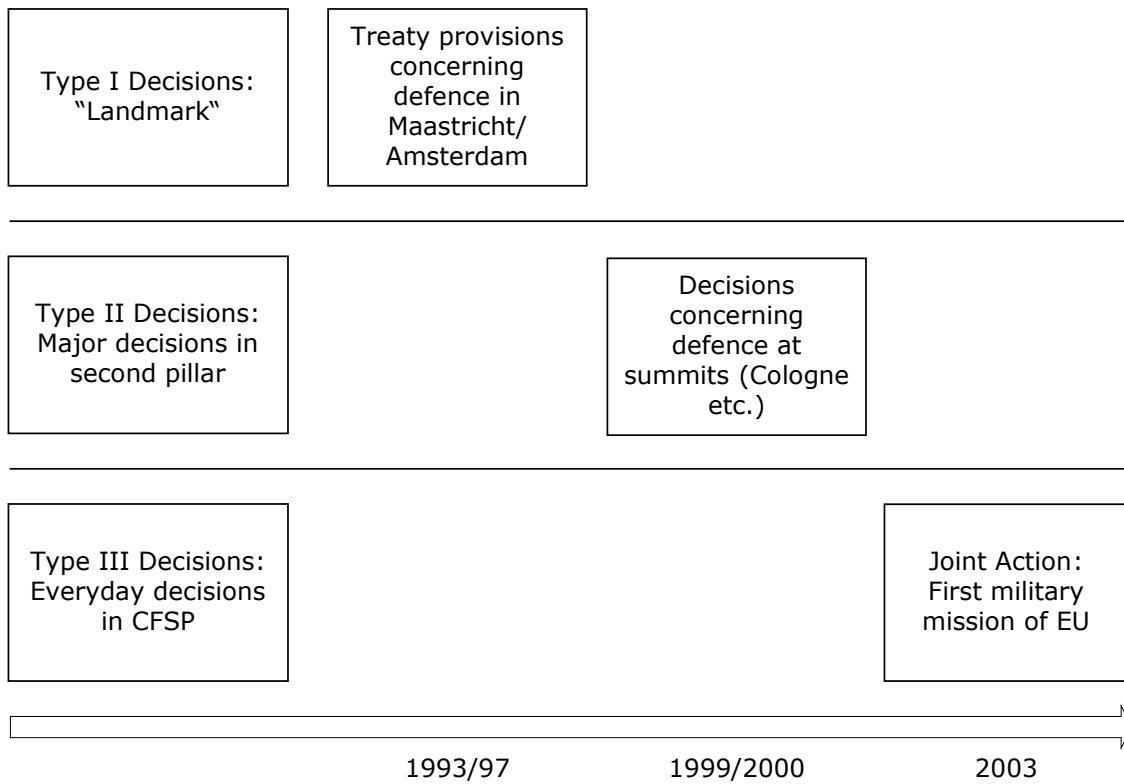 Type I Decisions:
“Landmark“
Treaty provisions
concerning
defence in
Maastricht/
Amsterdam
Type II Decisions:
Major decisions in
second pillar
Decisions
concerning
defence at
summits (Cologne
etc.)
Type III Decisions:
Everyday decisions
in CFSP
Joint Action:
First military
mission of EU
1993/97
1999/2000
2003